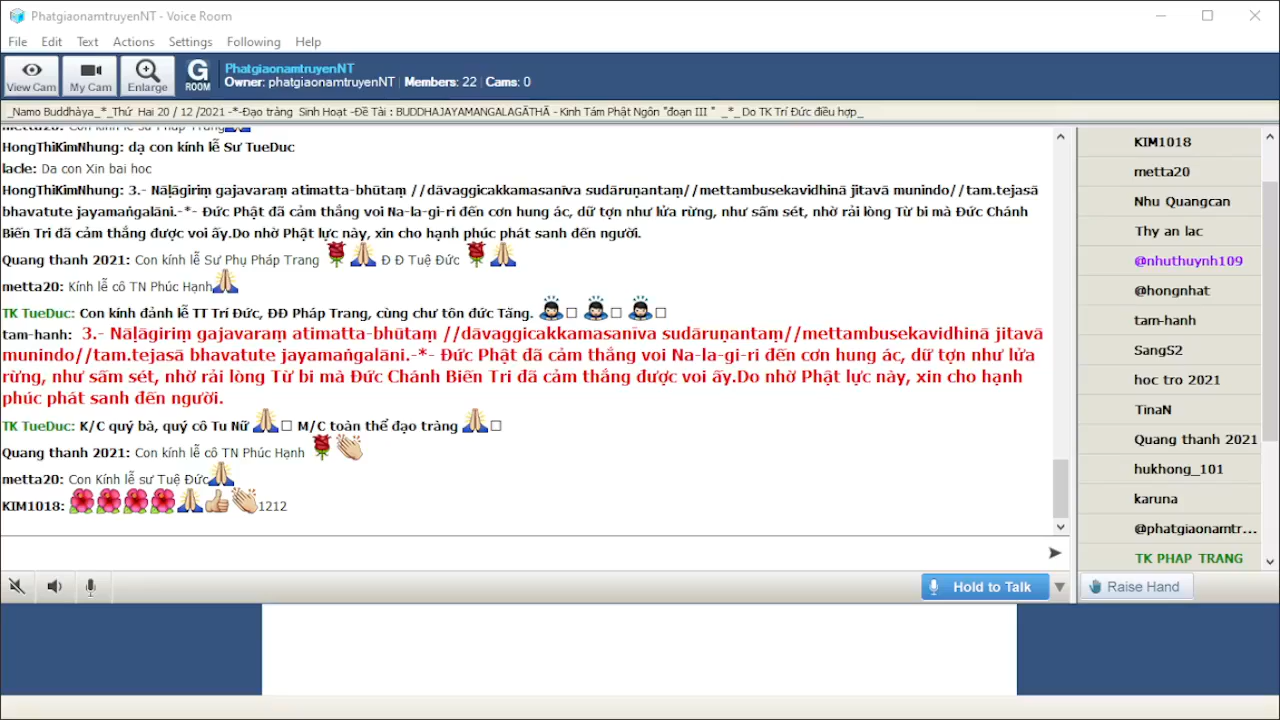 PhatgiaonamtruyenNT - Voice Room
File Edit Text Actions Settings Following Help
View Cam My Cam Enlarge G ROOM
PhatgiaonamtruyenNT
Owner: phatgiaonamtruyenNT | Members: 22 | Cams: 0
_Namo Buddhàya_*_Thứ Hai 20 / 12 /2021 -*-Đạo tràng Sinh Hoạt -Đề Tài : BUDDHAJAYAMANGALAGĀTHĀ - Kinh Tám Phật Ngôn "đoạn III " _*_ Do TK Trí Đức điều hợp_
metta20: Con kính lễ Sư Pháp Trang
HongThiKimNhung: dạ con kính lễ Sư TueDuc
lacle: Da con Xin bai hoc
HongThiKimNhung: 3.- Nāḷāgiriṃ gajavaraṃ atimatta-bhūtaṃ //dāvaggicakkamasanīva sudāruṇantaṃ//mettambusekavidhinā jitavā munindo//tam.tejasā
bhavatute jayamaṅgalāni.-*- Đức Phật đã cảm thắng voi Na-la-gi-ri đến cơn hung ác, dữ tợn như lửa rừng, như sấm sét, nhờ rải lòng Từ bi mà Đức Chánh
Biến Tri đã cảm thắng được voi ấy.Do nhờ Phật lực này, xin cho hạnh phúc phát sanh đến người.
Quang thanh 2021: Con kính lễ Sư Phụ Pháp Trang Đ Đ Tuệ Đức
metta20: Kính lễ cô TN Phúc Hạnh
TK TueDuc: Con kính đảnh lễ TT Trí Đức, ĐĐ Pháp Trang, cùng chư tôn đức Tăng.
tam-hanh: 3.- Nāḷāgiriṃ gajavaraṃ atimatta-bhūtaṃ //dāvaggicakkamasanīva sudāruṇantaṃ//mettambusekavidhinā jitavā
munindo//tam.tejasā bhavatute jayamaṅgalāni.-*- Đức Phật đã cảm thắng voi Na-la-gi-ri đến cơn hung ác, dữ tợn như lửa
rừng, như sấm sét, nhờ rải lòng Từ bi mà Đức Chánh Biến Tri đã cảm thắng được voi ấy.Do nhờ Phật lực này, xin cho hạnh
phúc phát sanh đến người.
TK TueDuc: K/C quý bà, quý cô Tu Nữ M/C toàn thể đạo tràng
Quang thanh 2021: Con kính lễ cô TN Phúc Hạnh
metta20: Con Kính lễ sư Tuệ Đức
KIM1018: 1212
Hold to Talk
KIM1018
metta20
Nhu Quangcan
Thy an lac
@nhuthuynh109
@hongnhat
tam-hanh
SangS2
hoc tro 2021
TinaN
Quang thanh 2021
hukhong_101
karuna
@phatgiaonamtr...
TK PHAP TRANG
Raise Hand